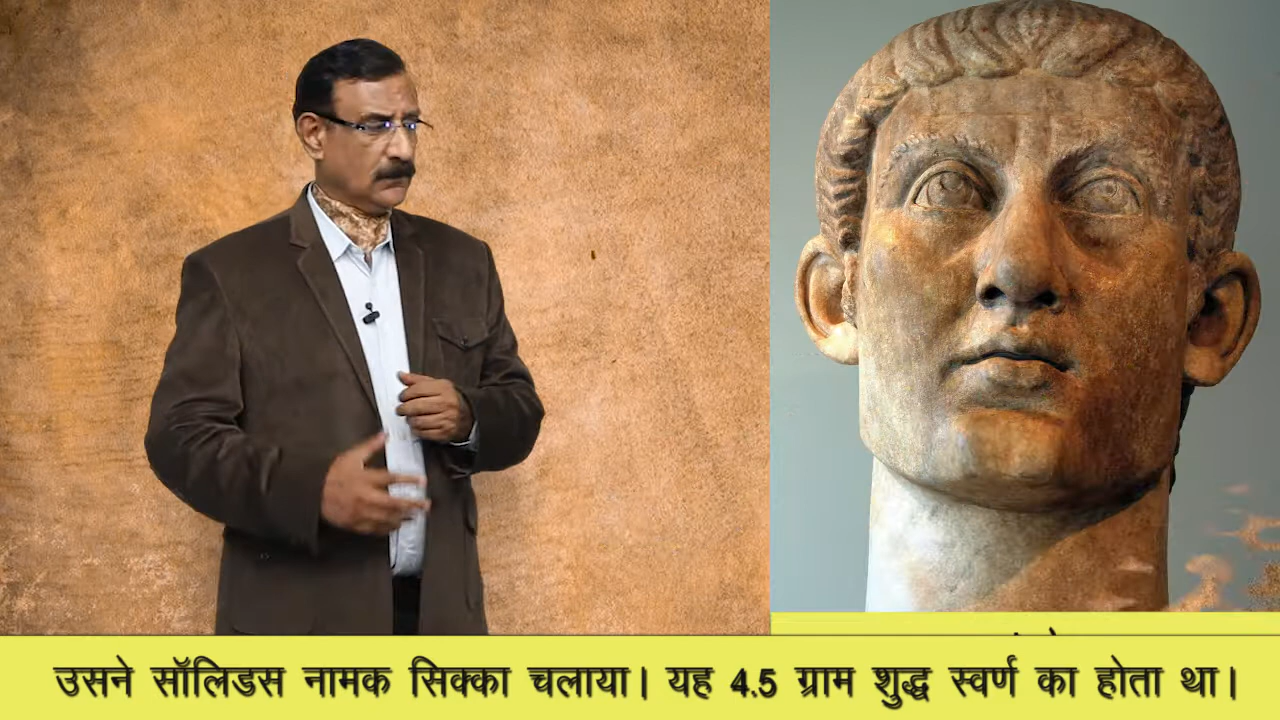 उसने सॉलिडस नामक सिक्का चलाया। यह 4.5 ग्राम शुद्ध स्वर्ण का होता था।